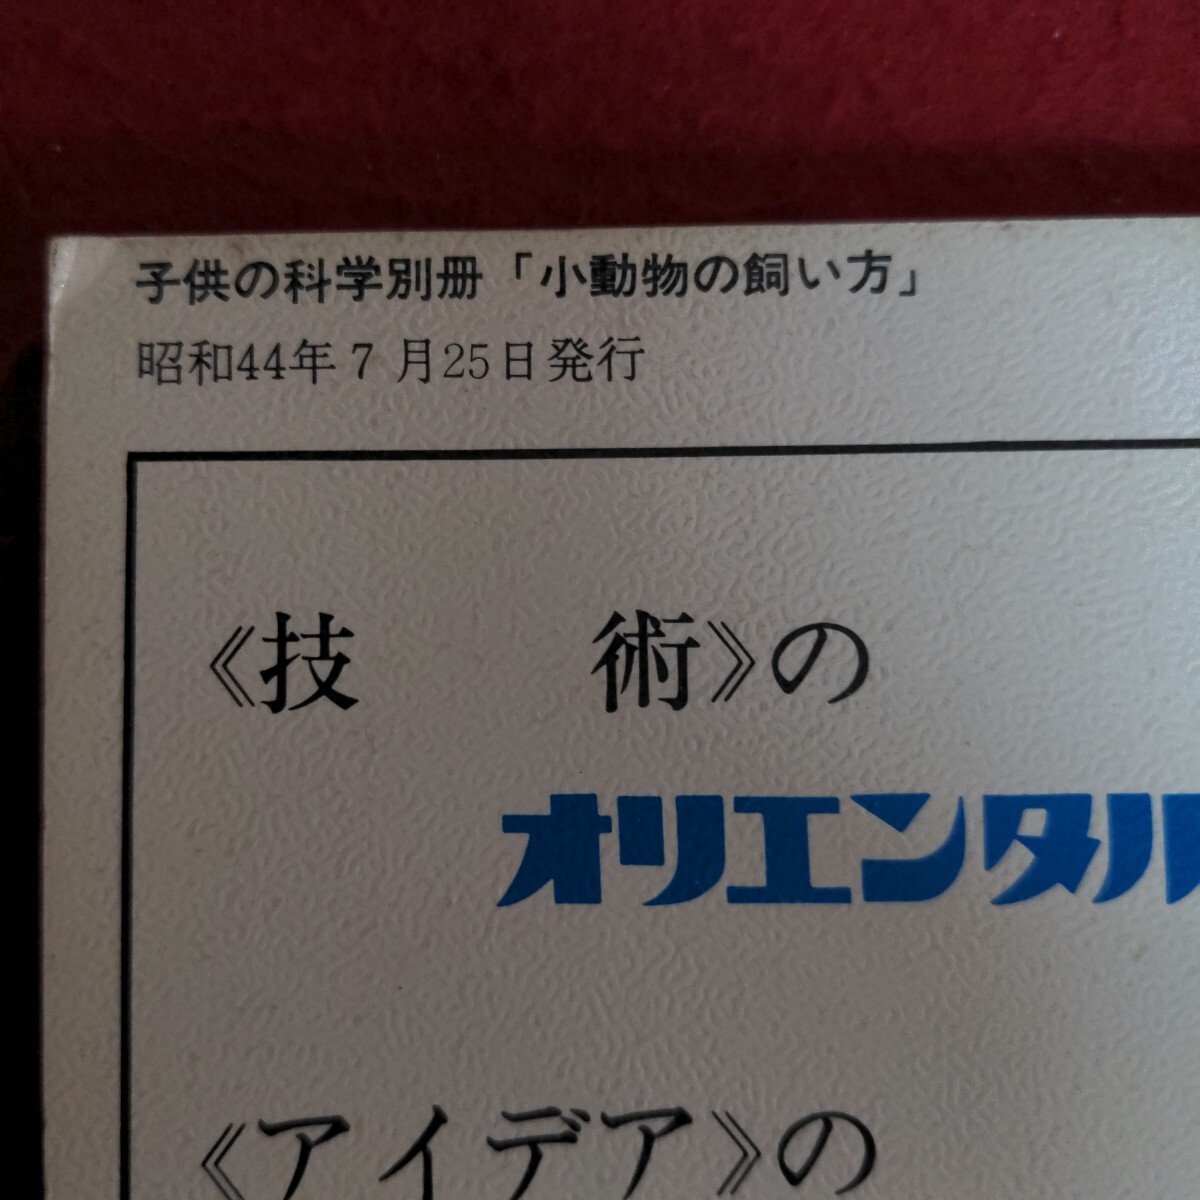 子供の科学別冊「小動物の飼い方」
昭和44年7月25日発行
《技　術》の
オリエンタル
《アイデア》の